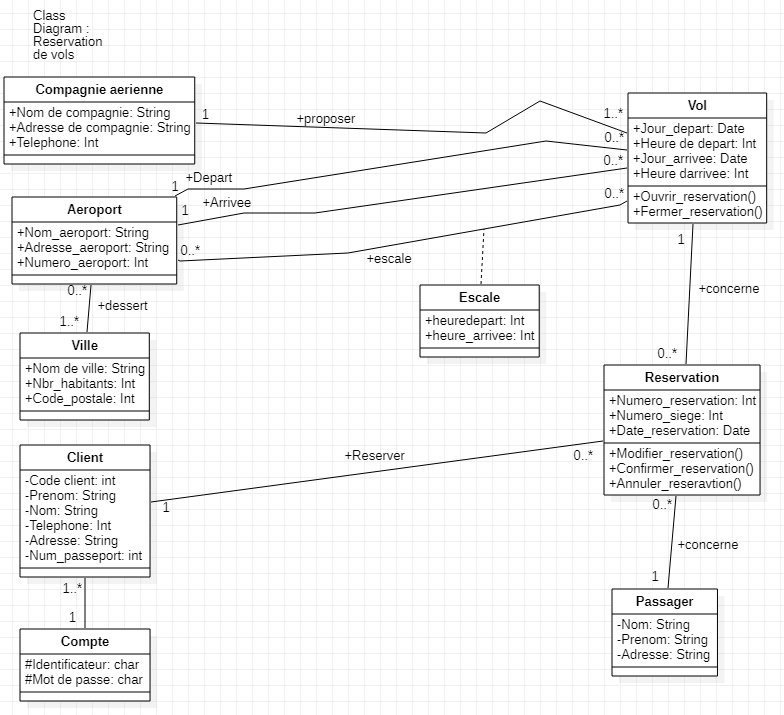 Class
Diagram :
Reservation
de vols
Compagnie aerienne
+Nom de compagnie: String
+Adresse de compagnie: String
+Telephone: Int
1
+proposer
1..*
Vol
+Jour_depart: Date
+Heure de depart: Int
+Jour_arrivee: Date
+Heure darrivee: Int
+Ouvrir_reservation()
+Fermer_reservation()
0..*
0..*
0..*
+Depart
1
+Arrivee
1
Aeroport
+Nom_aeroport: String
+Adresse_aeroport: String
+Numero_aeroport: Int
0..*
+escale
Escale
+heuredepart: Int
+heure_arrivee: Int
0..*
+dessert
1..*
Ville
+Nom de ville: String
+Nbr_habitants: Int
+Code_postale: Int
1
+concerne
0..*
Reservation
+Numero_reservation: Int
+Numero_siege: Int
+Date_reservation: Date
+Modifier_reservation()
+Confirmer_reservation()
+Annuler_reseravtion()
Client
-Code client: int
-Prenom: String
-Nom: String
-Telephone: Int
-Adresse: String
-Num_passeport: int
1
+Reserver
0..*
0..*
+concerne
1
Passager
-Nom: String
-Prenom: String
-Adresse: String
1..*
1
Compte
#Identificateur: char
#Mot de passe: char